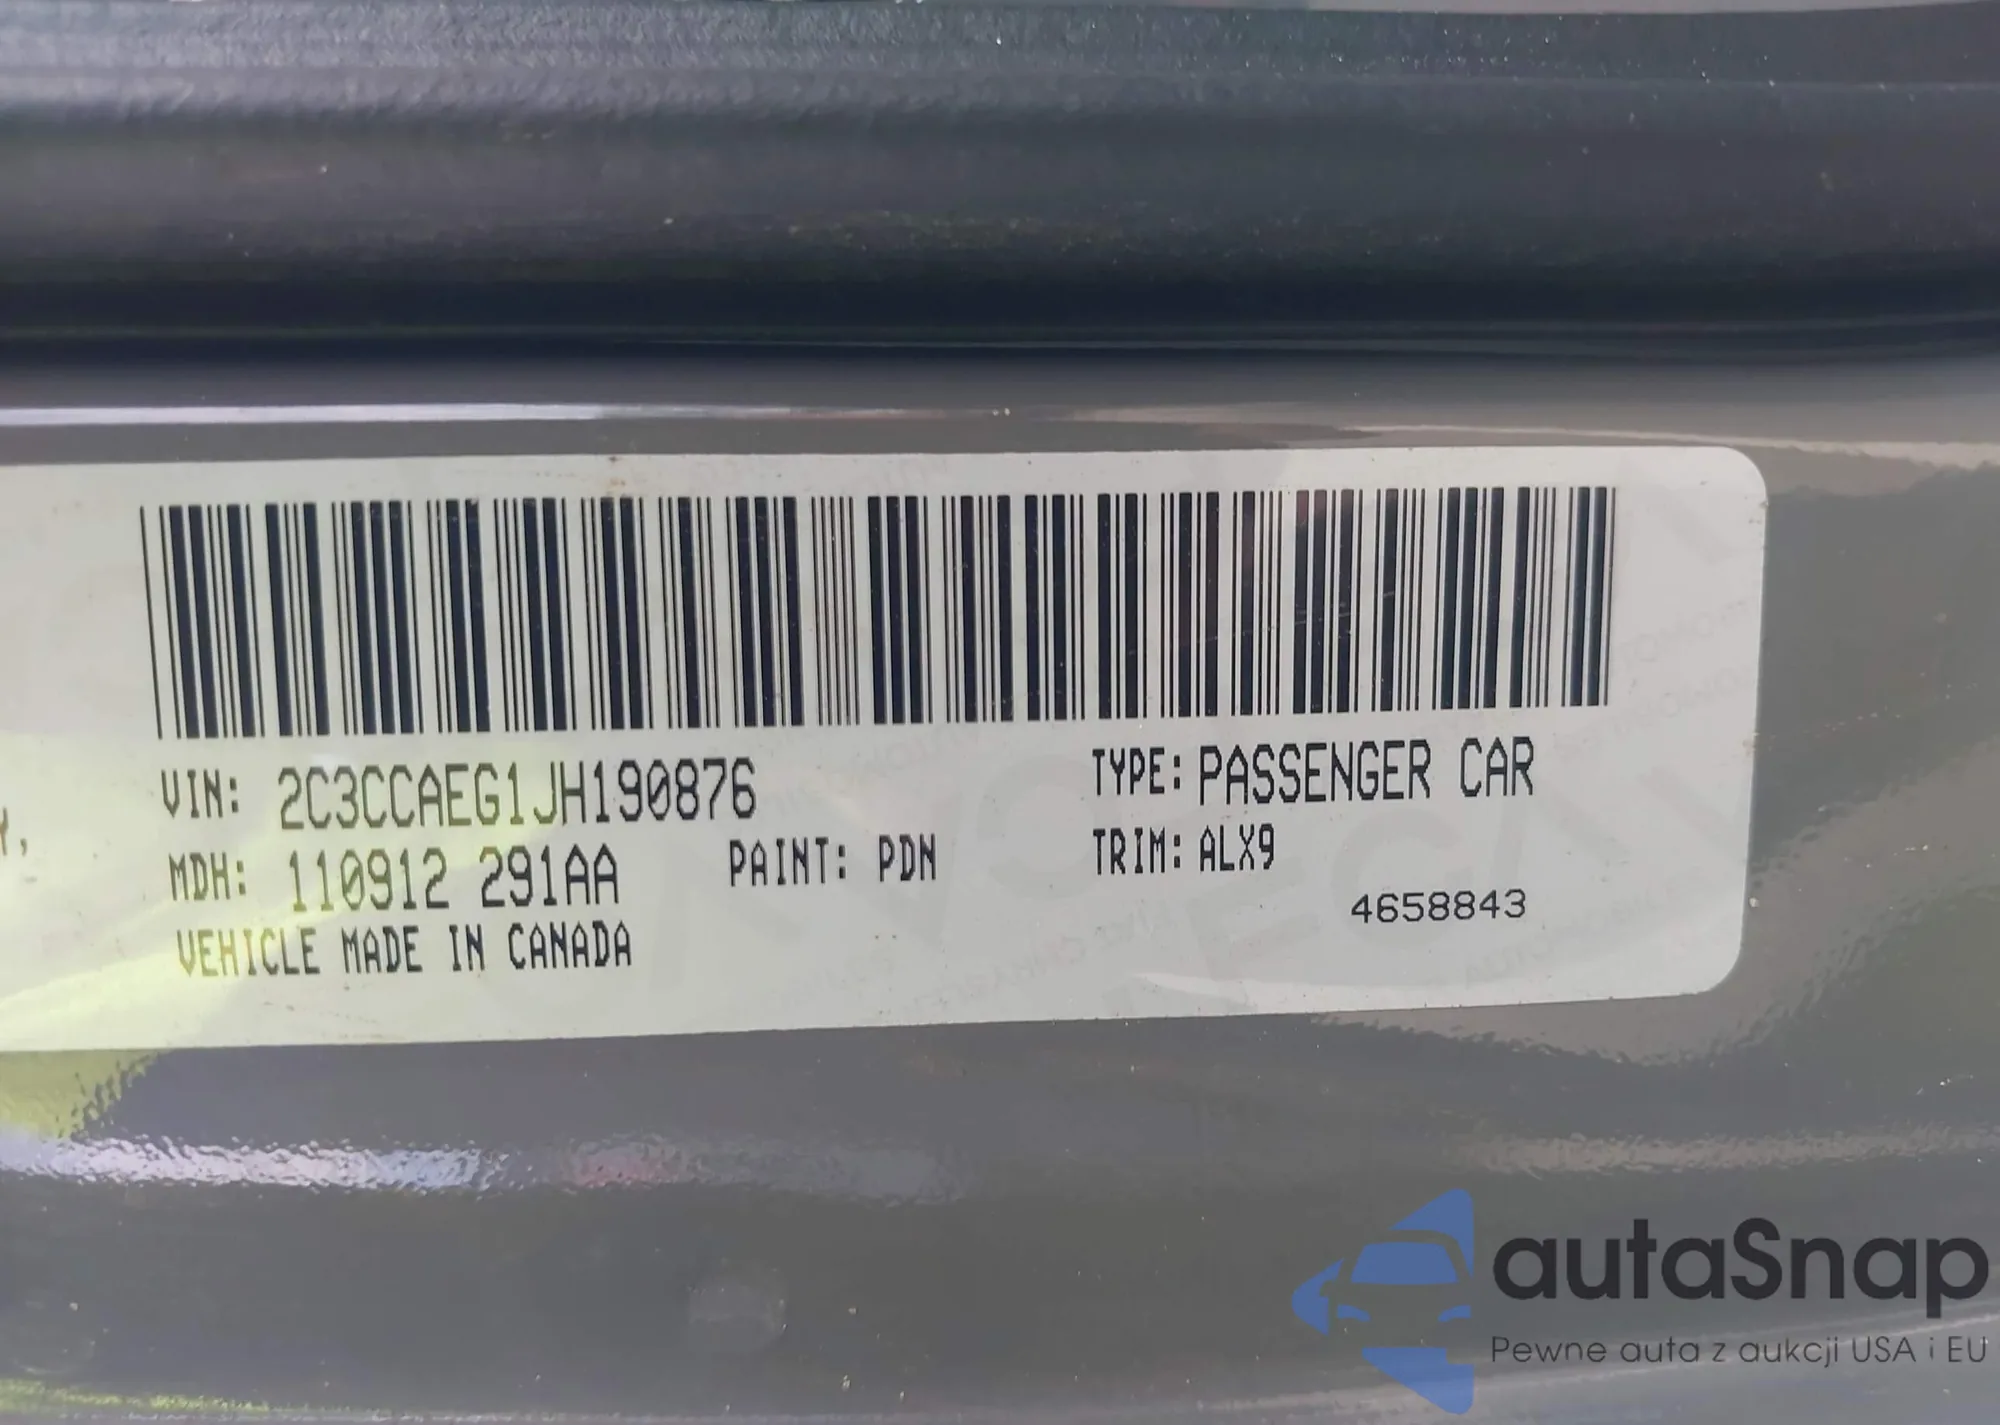 VIN: 2C3CCAEG1JH190876
TYPE: PASSENGER CAR
MDH: 110912 291AA
PAINT: PDN
TRIM: ALX9
4658843
VEHICLE MADE IN CANADA
autoSnap
Pewne auta z aukcji USA i EU